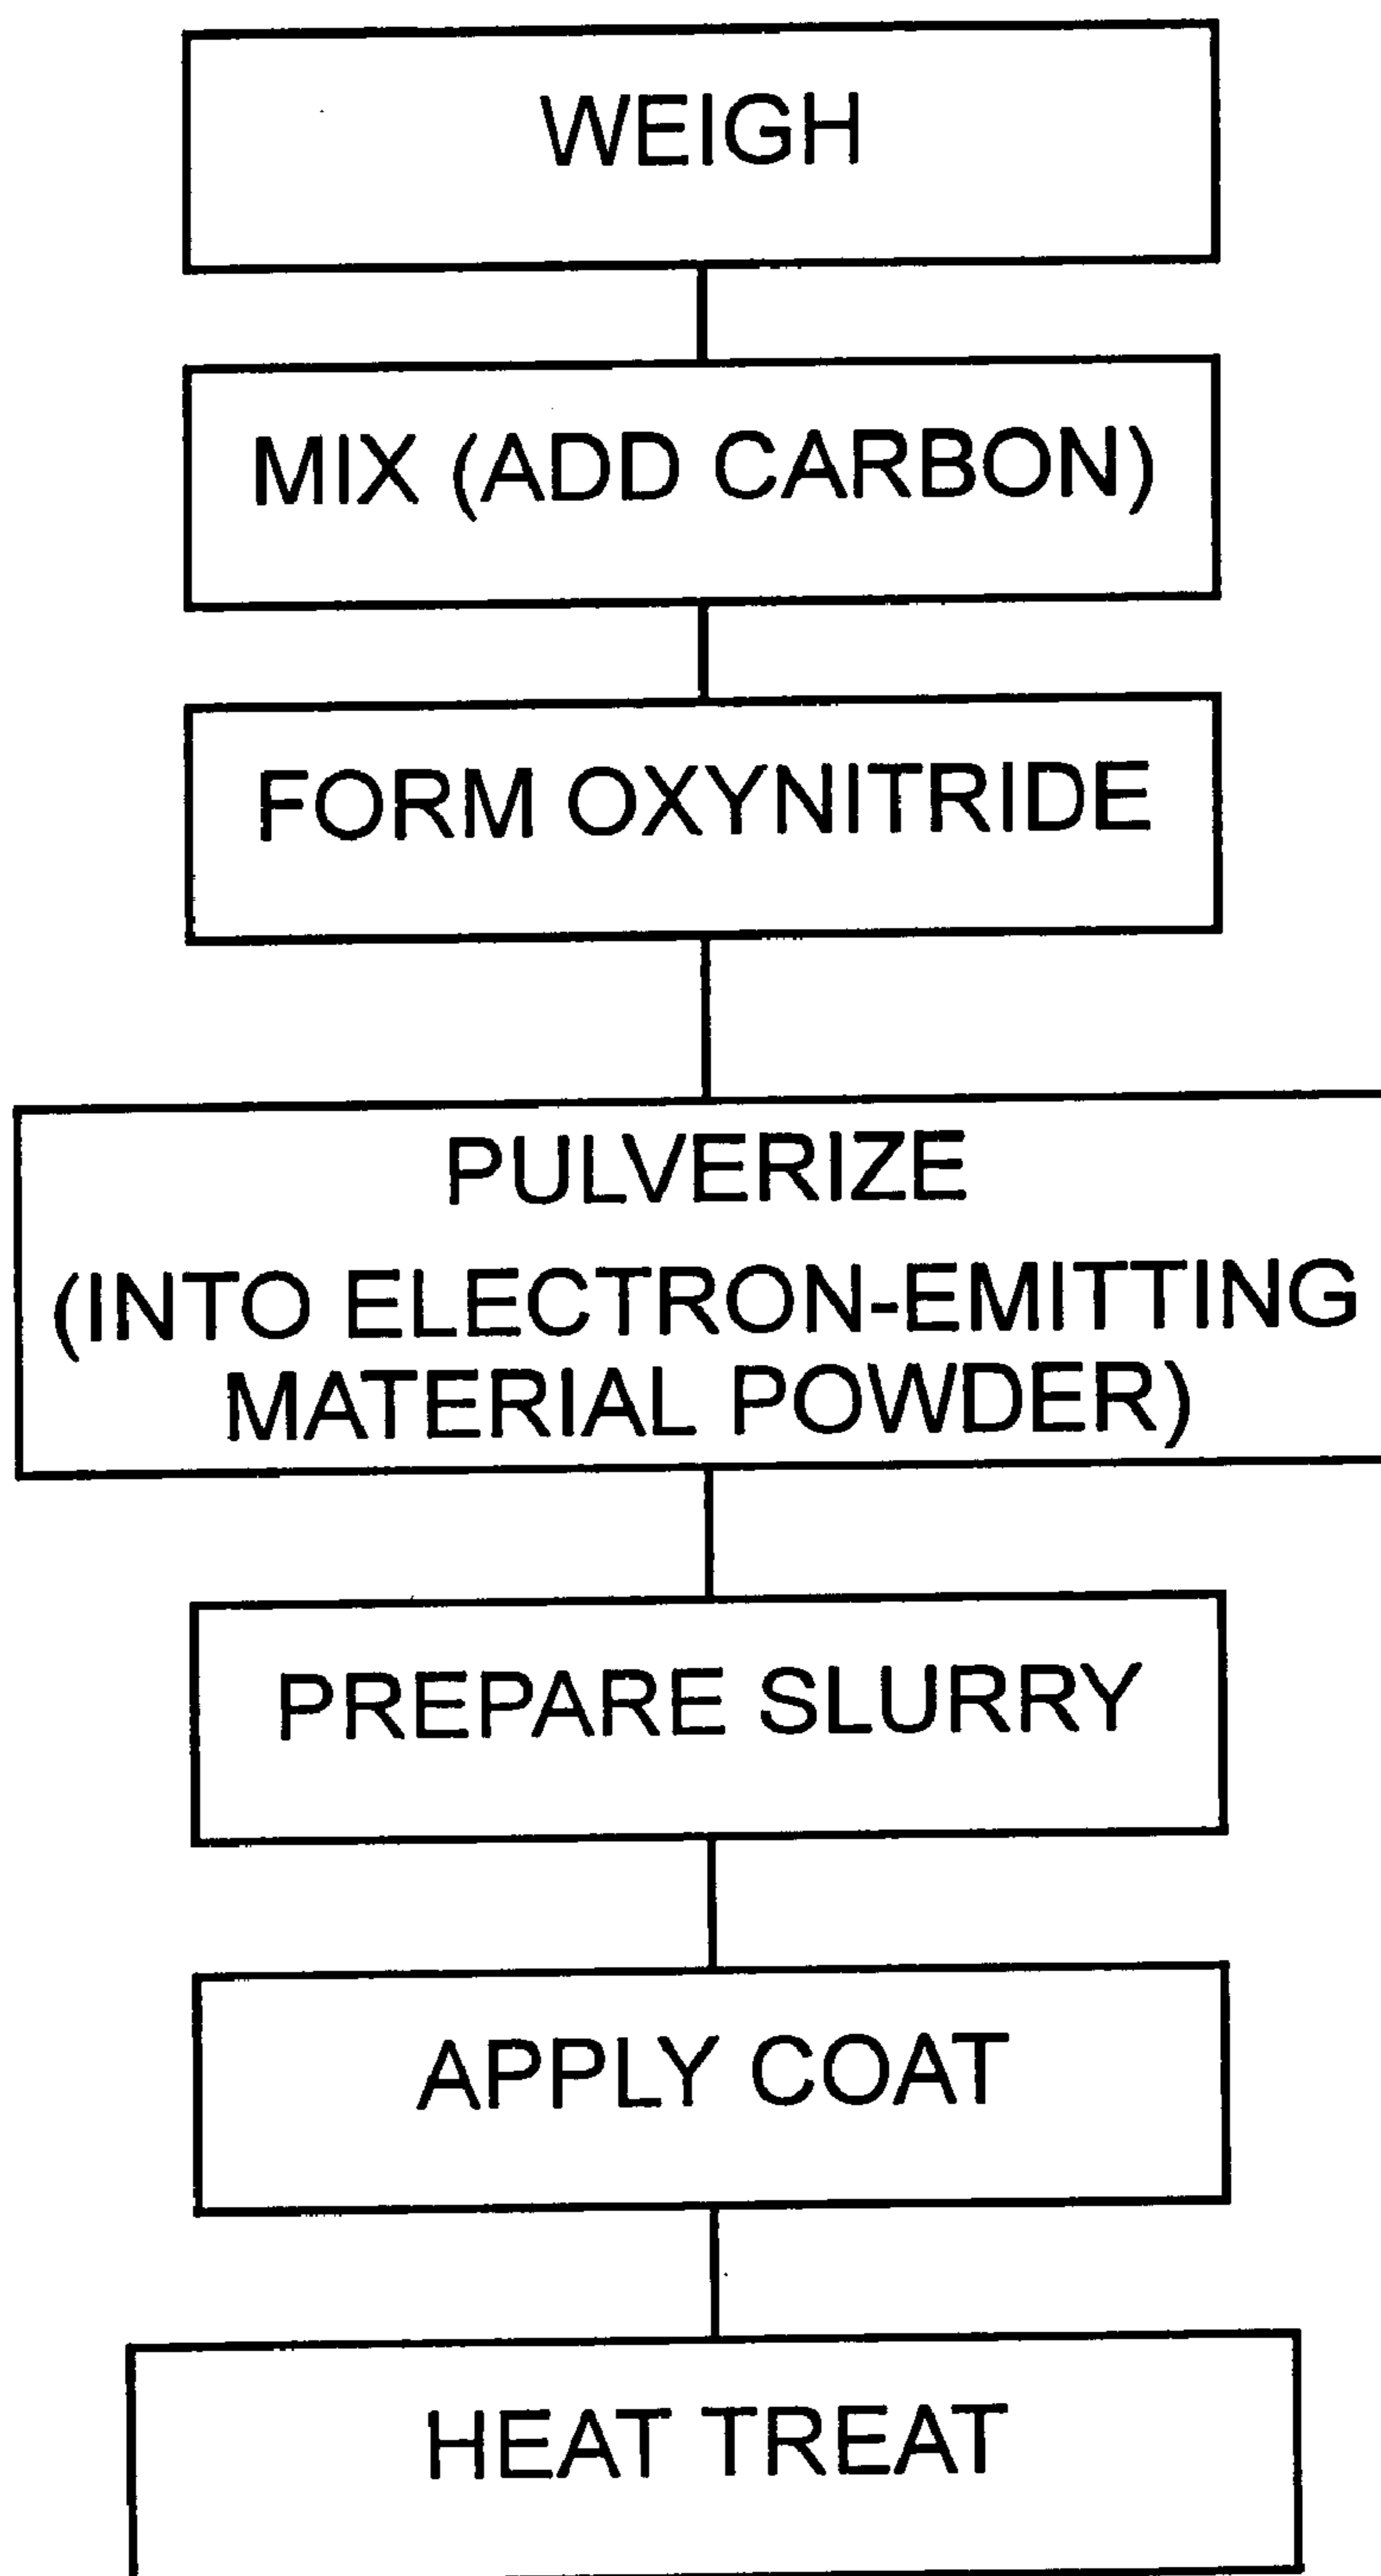 WEIGH
MIX (ADD CARBON)
FORM OXYNITRIDE
PULVERIZE
(INTO ELECTRON-EMITTING
MATERIAL POWDER)
PREPARE SLURRY
APPLY COAT
HEAT TREAT